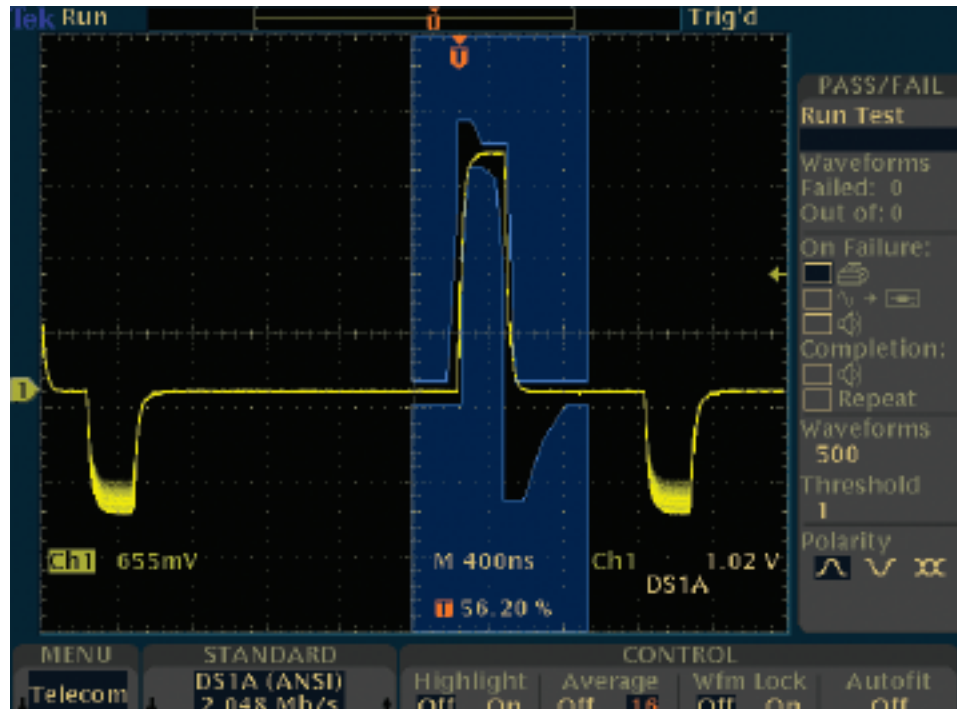 Tek Run Trig'd
T
PASS/FAIL
Run Test
Waveforms
Failed: 0
Out of: 0
On Failure:
Completion:
Repeat
Waveforms
500
Threshold
1
Polarity
1
Ch1 655mV M 400ns Ch1 1.02 V
DS1A
T 56.20 %
MENU STANDARD CONTROL
Telecom DS1A (ANSI) Highlight Average Wfm Lock Autofit
2.048 Mb/s Off On Off 16 Off On Off